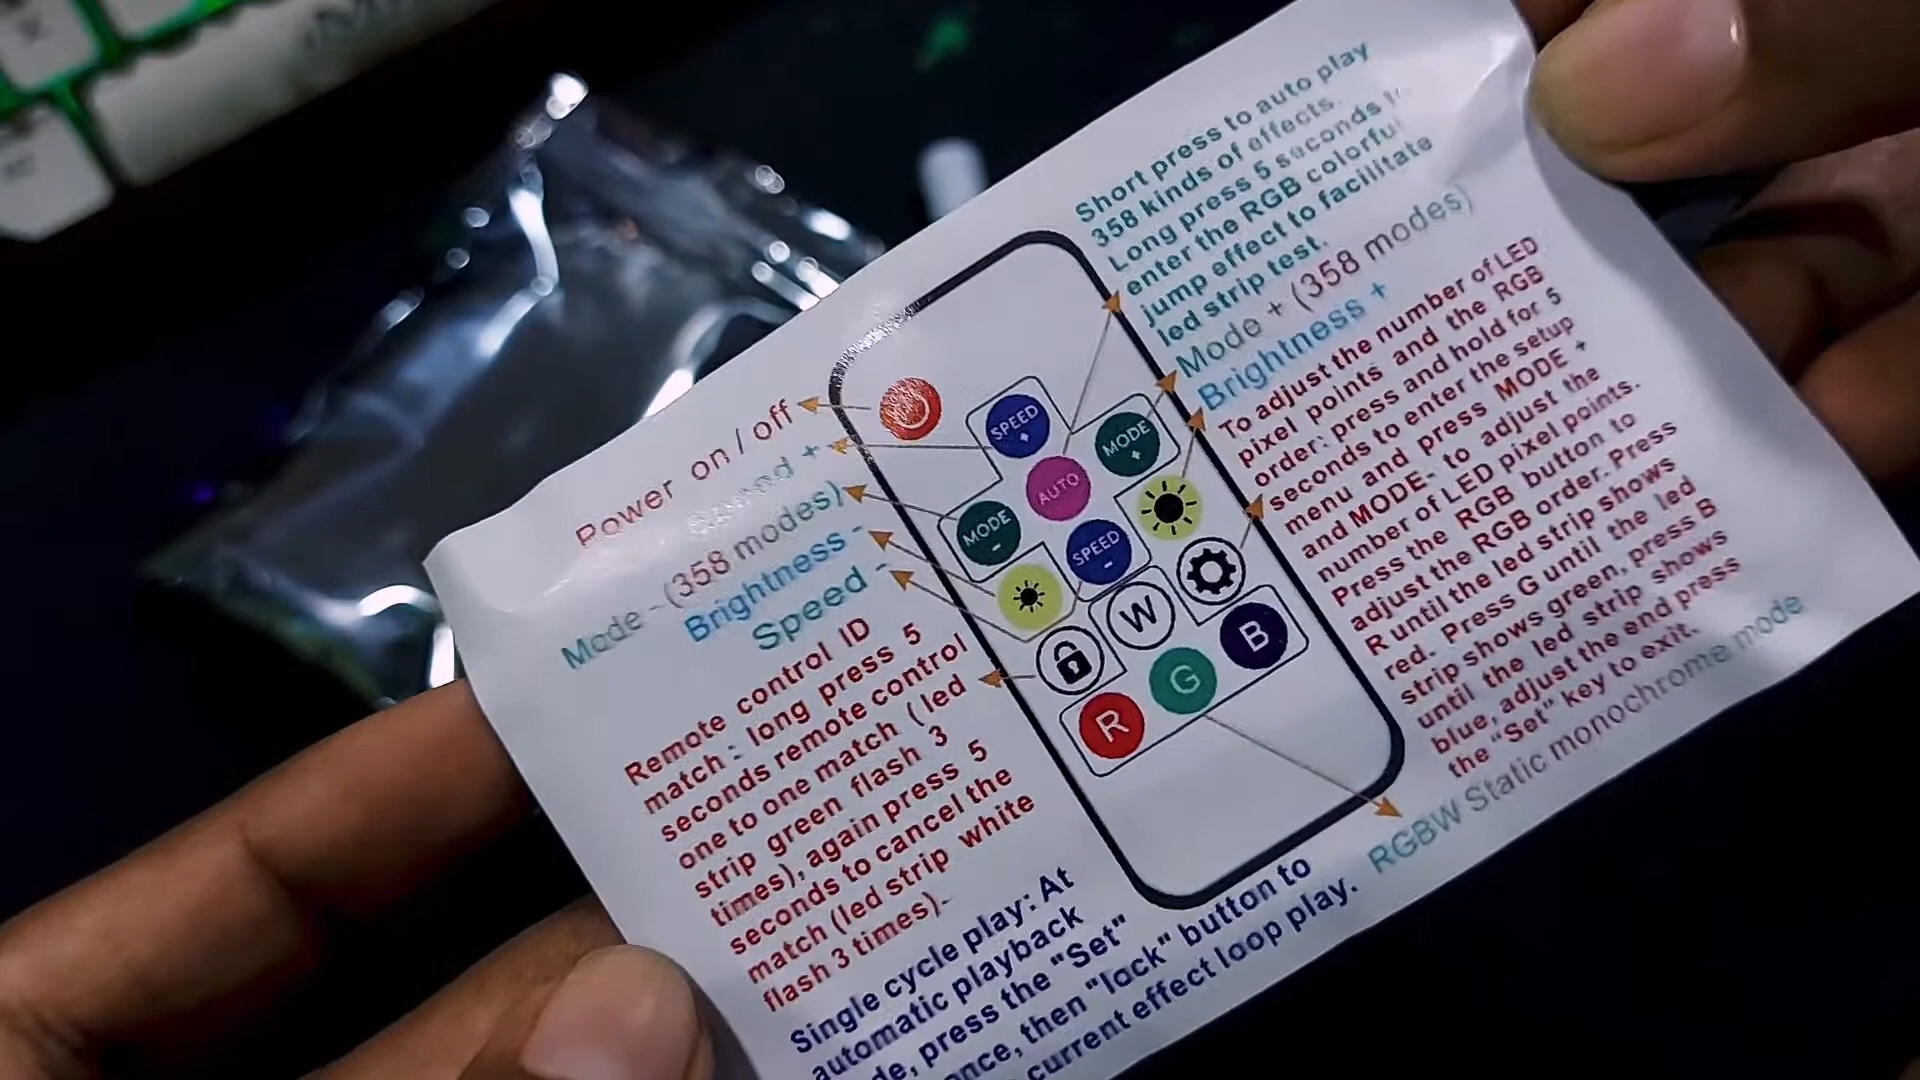 Short press to auto play
358 kinds of effects.
Long press 5 seconds
enter the RGB colorful
jump effect to facilitate
led strip test.
Mode + (358 modes)
Brightness +
To adjust the number of LED
pixel points and the RGB
order: press and hold for 5
seconds to enter the setup
menu and press MODE +
and MODE- to adjust the
number of LED pixel points.
Press the RGB button to
adjust the RGB order. Press
R until the led strip shows
red. Press G until the led
strip shows green, press B
until the led strip shows
blue, adjust the end press
the "Set" key to exit.
RGBW Static monochrome mode
Power on / off
Speed +
Mode - (358 modes)
Brightness -
Speed -
Remote control ID
match : long press 5
seconds remote control
one to one match ( led
strip green flash 3
times), again press 5
seconds to cancel the
match (led strip white
flash 3 times).
Single cycle play: At
automatic playback
press the "Set"
then "lock" button to
current effect loop play.
SPEED
+
MODE
+
AUTO
MODE
-
SPEED
-
W
B
G
R